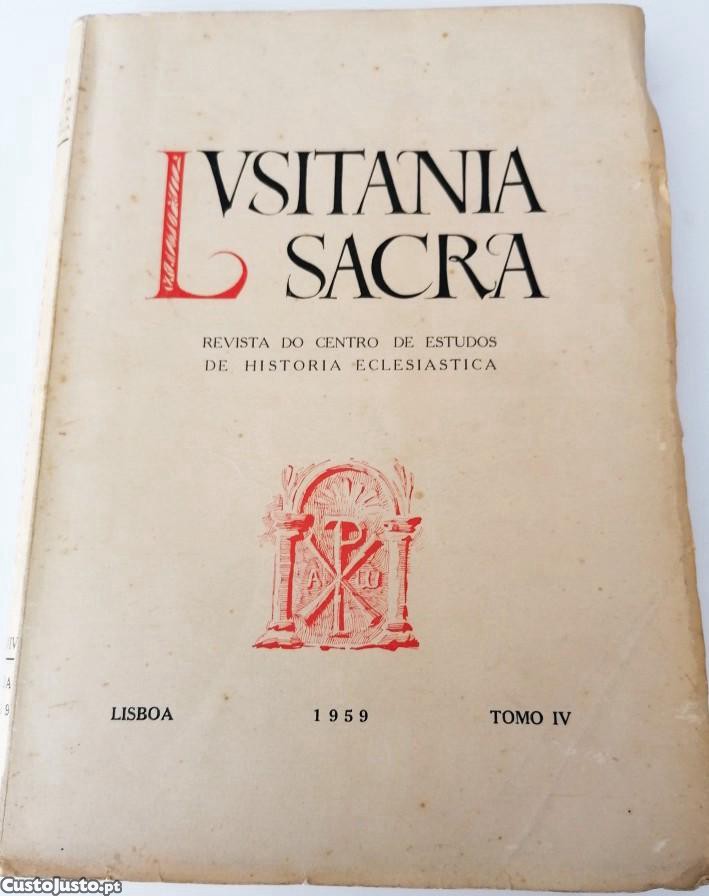 LVSITANIA
SACRA
REVISTA DO CENTRO DE ESTUDOS
DE HISTORIA ECLESIASTICA
A P ω
LISBOA 1959 TOMO IV
CustoJusto.pt